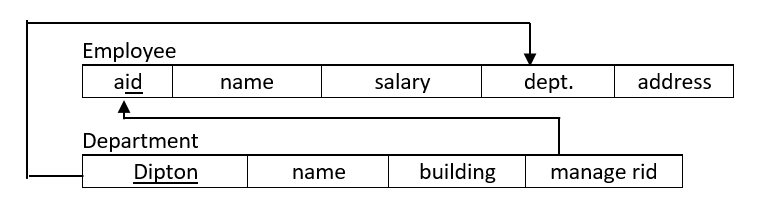 Employee
aid name salary dept. address
Department
Dipton name building manage rid